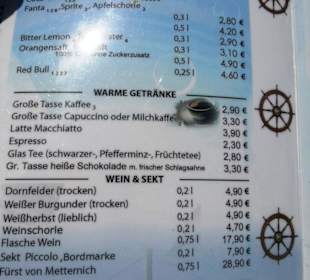 Fanta , Sprite , Apfelschorle
0,3 l 2,80 €
0,5 l 4,20 €
Bitter Lemon 0,2 l 2,90 €
Orangensaft 0,3 l 3,10 €
Zuckerzusatz 0,5 l 4,90 €
Red Bull 0,25 l 4,60 €
WARME GETRÄNKE
Große Tasse Kaffee 2,90 €
Große Tasse Capuccino oder Milchkaffee 3,30 €
Latte Macchiatto 3,90 €
Espresso 2,30 €
Glas Tee (schwarzer-, Pfefferminz-, Früchtetee) 2,80 €
Gr. Tasse heiße Schokolade m. frischer Schlagsahne 3,30 €
WEIN & SEKT
Dornfelder (trocken) 0,2 l 4,90 €
Weißer Burgunder (trocken) 0,2 l 4,90 €
Weißherbst (lieblich) 0,2 l 4,90 €
Weinschorle 0,2 l 4,70 €
Flasche Wein 0,75 l 17,90 €
Sekt Piccolo „Bordmarke 0,2 l 7,90 €
Fürst von Metternich 0,75 l 28,90 €